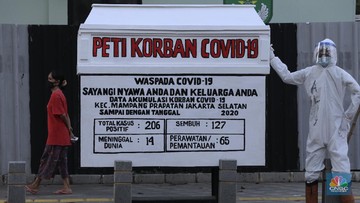 PETI KORBAN COVID-19
WASPADA COVID-19
SAYANGI NYAWA ANDA DAN KELUARGA ANDA
DATA AKUMULASI KORBAN COVID-19
KEC. MAMPANG PRAPATAN JAKARTA SELATAN
SAMPAI DENGAN TANGGAL 2020
TOTAL KASUS POSITIF : 206
SEMBUH : 127
MENINGGAL DUNIA : 14
PERAWATAN/PEMANTAUAN : 65
CNBC